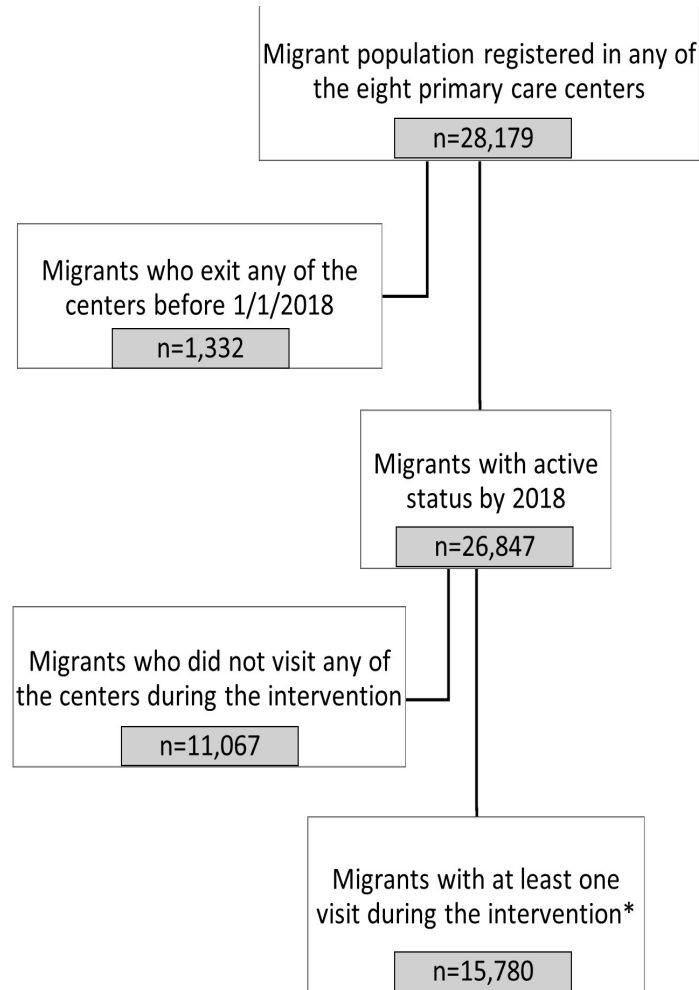 Migrant population registered in any of
the eight primary care centers
n=28,179
Migrants who exit any of the
centers before 1/1/2018
n=1,332
Migrants with active
status by 2018
n=26,847
Migrants who did not visit any of
the centers during the intervention
n=11,067
Migrants with at least one
visit during the intervention*
n=15,780